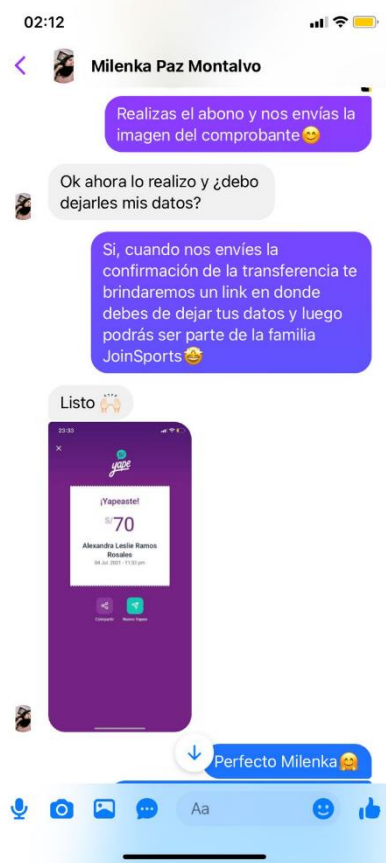 02:12
Milenka Paz Montalvo
Realizas el abono y nos envías la
imagen del comprobante😊
Ok ahora lo realizo y ¿debo
dejarles mis datos?
Si, cuando nos envíes la
confirmación de la transferencia te
brindaremos un link en donde
debes de dejar tus datos y luego
podrás ser parte de la familia
JoinSports🤩
Listo 🙌🏻
23:33
yape
¡Yapeaste!
S/70
Alexandra Leslie Ramos
Rosales
04 Jul. 2021 - 11:33 pm
Compartir Nuevo Yapeo
Perfecto Milenka🤗
Aa